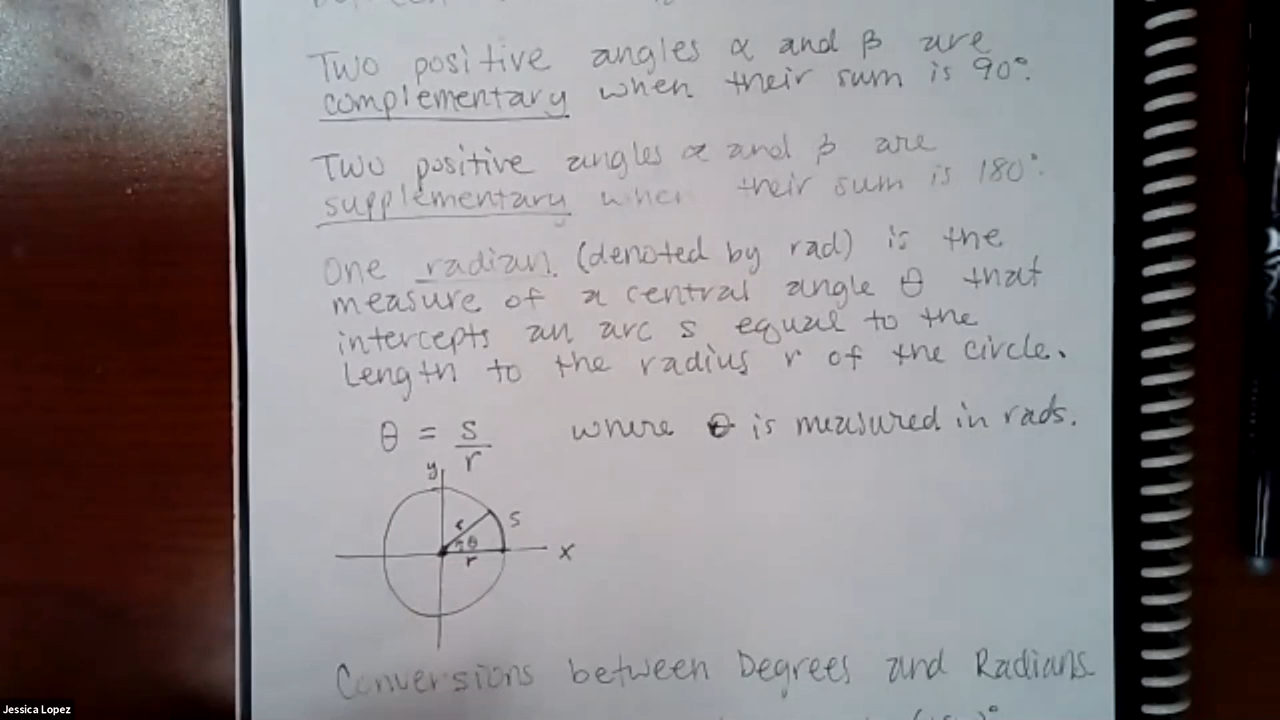 Two positive angles α and β are
complementary when their sum is 90°.
Two positive angles α and β are
supplementary when their sum is 180°.
One radian (denoted by rad) is the
measure of a central angle θ that
intercepts an arc s equal to the
length to the radius r of the circle.
θ = s/r where θ is measured in rads.
y
r
s
θ
r
x
Conversions between Degrees and Radians
Jessica Lopez